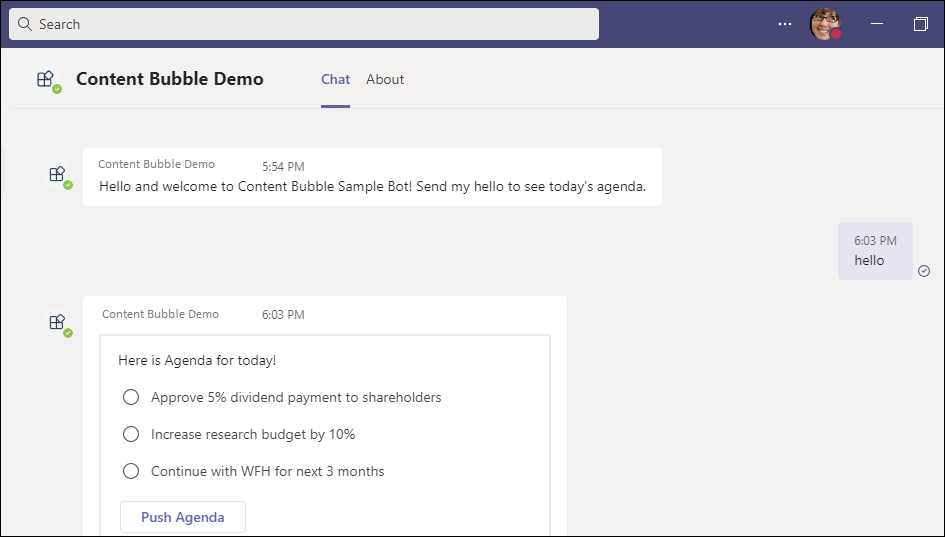 Search
Content Bubble Demo
Chat About
Content Bubble Demo 5:54 PM
Hello and welcome to Content Bubble Sample Bot! Send my hello to see today's agenda.
6:03 PM
hello
Content Bubble Demo 6:03 PM
Here is Agenda for today!
Approve 5% dividend payment to shareholders
Increase research budget by 10%
Continue with WFH for next 3 months
Push Agenda